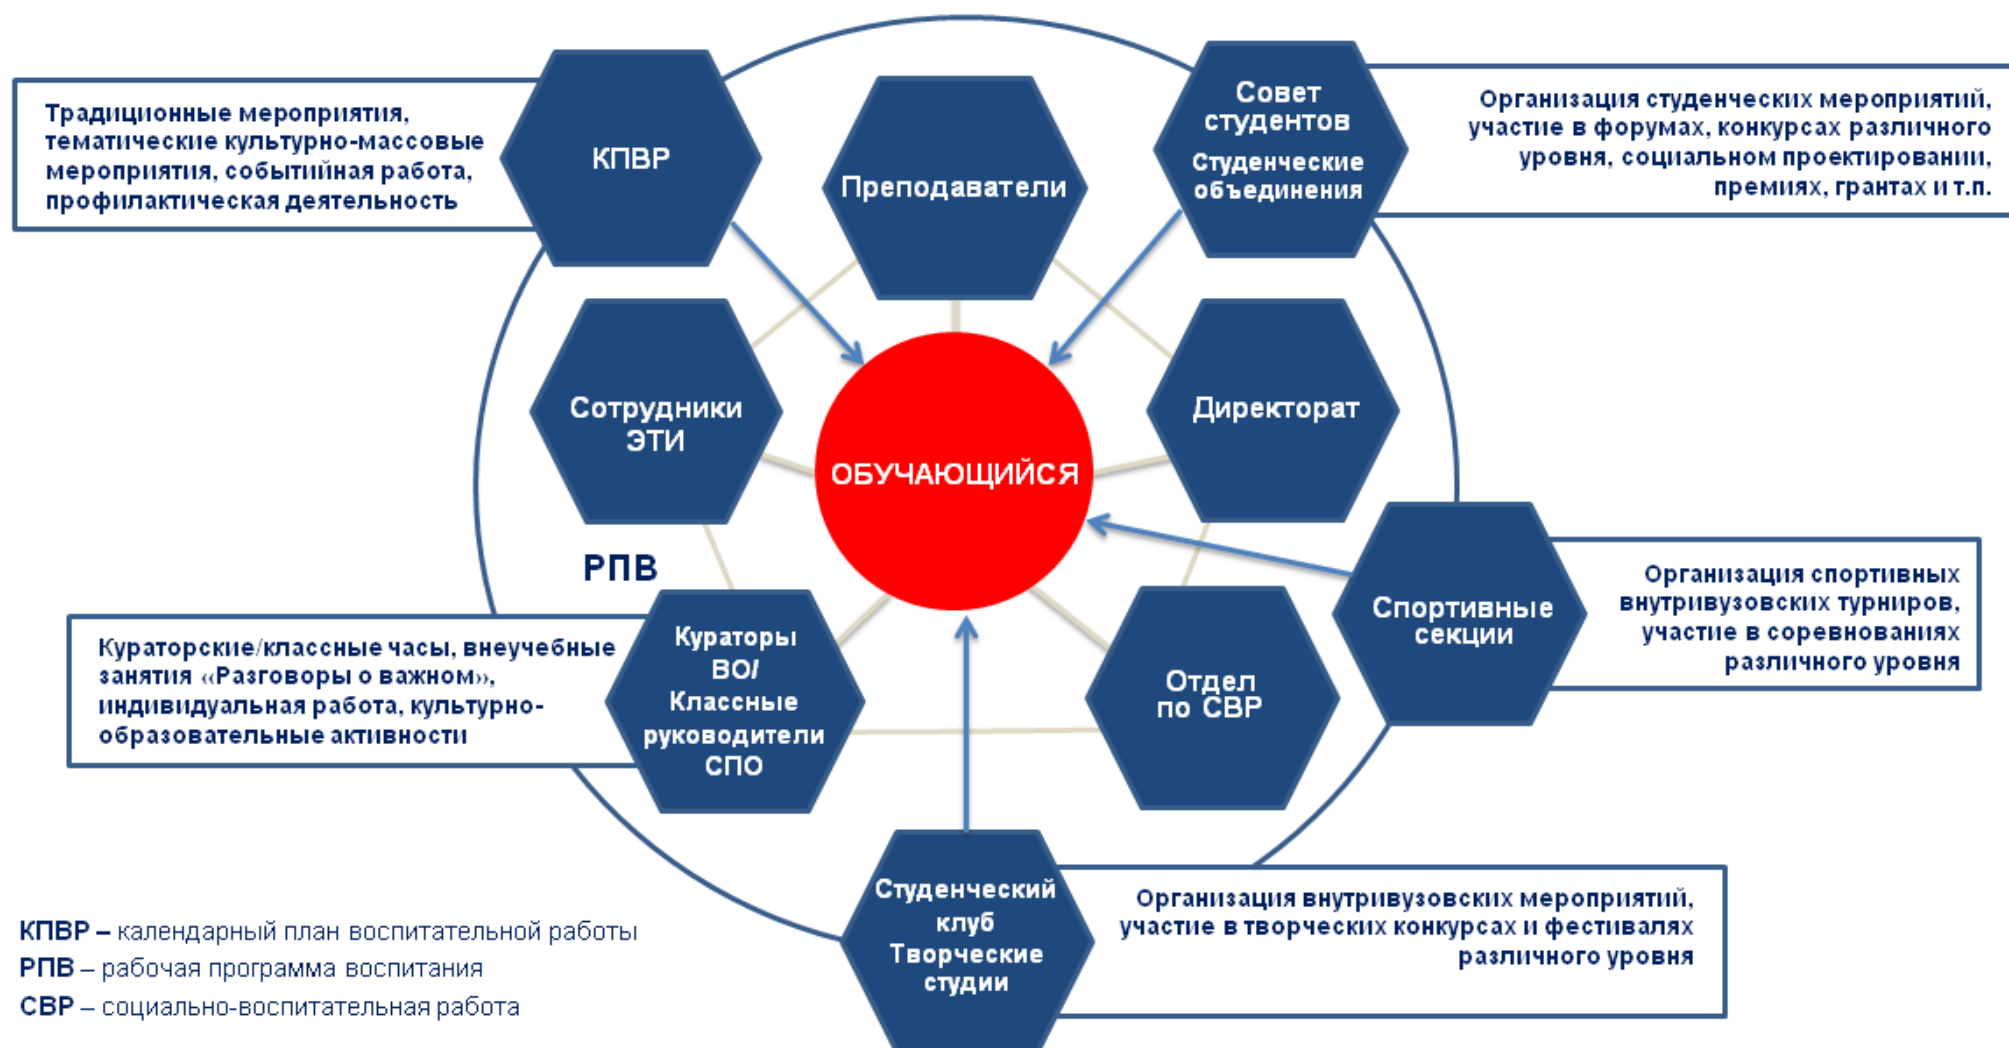 Традиционные мероприятия,
тематические культурно-массовые
мероприятия, событийная работа,
профилактическая деятельность
КПВР
Преподаватели
Совет
студентов
Студенческие
объединения
Организация студенческих мероприятий,
участие в форумах, конкурсах различного
уровня, социальном проектировании,
премиях, грантах и т.п.
Сотрудники
ЭТИ
ОБУЧАЮЩИЙСЯ
Директорат
РПВ
Кураторские/классные часы, внеучебные
занятия «Разговоры о важном»,
индивидуальная работа, культурно-
образовательные активности
Кураторы
ВО/
Классные
руководители
СПО
Отдел
по СВР
Спортивные
секции
Организация спортивных
внутривузовских турниров,
участие в соревнованиях
различного уровня
Студенческий
клуб
Творческие
студии
Организация внутривузовских мероприятий,
участие в творческих конкурсах и фестивалях
различного уровня
КПВР – календарный план воспитательной работы
РПВ – рабочая программа воспитания
СВР – социально-воспитательная работа